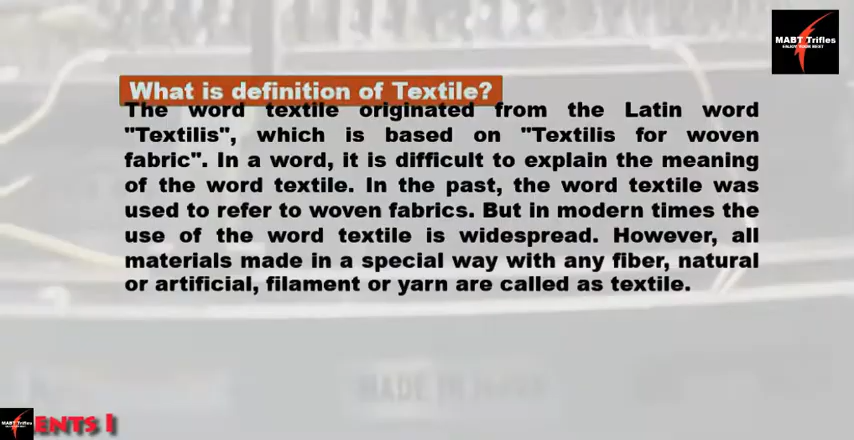 MABT Trifles
What is definition of Textile?
The word textile originated from the Latin word
"Textilis", which is based on "Textilis for woven
fabric". In a word, it is difficult to explain the meaning
of the word textile. In the past, the word textile was
used to refer to woven fabrics. But in modern times the
use of the word textile is widespread. However, all
materials made in a special way with any fiber, natural
or artificial, filament or yarn are called as textile.
MADE IN
MABT Trifles
ENTS I